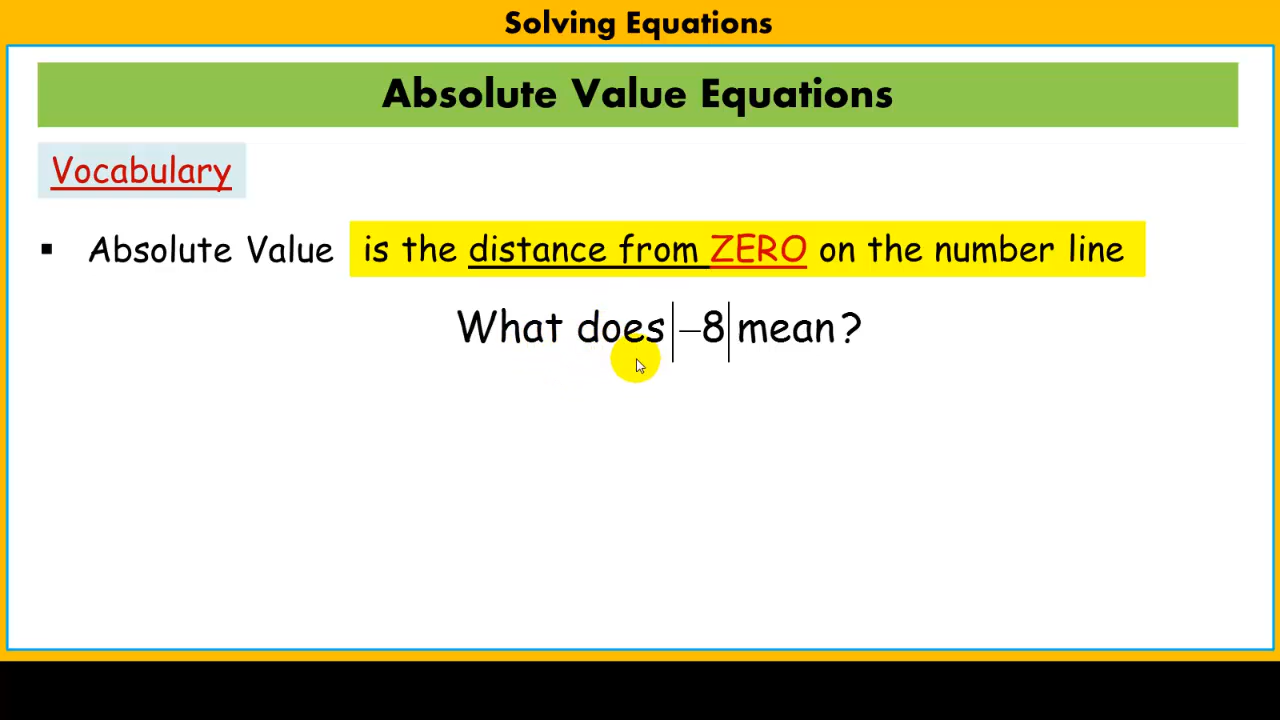 Solving Equations
Absolute Value Equations
Vocabulary
▪ Absolute Value is the distance from ZERO on the number line
What does |−8| mean?